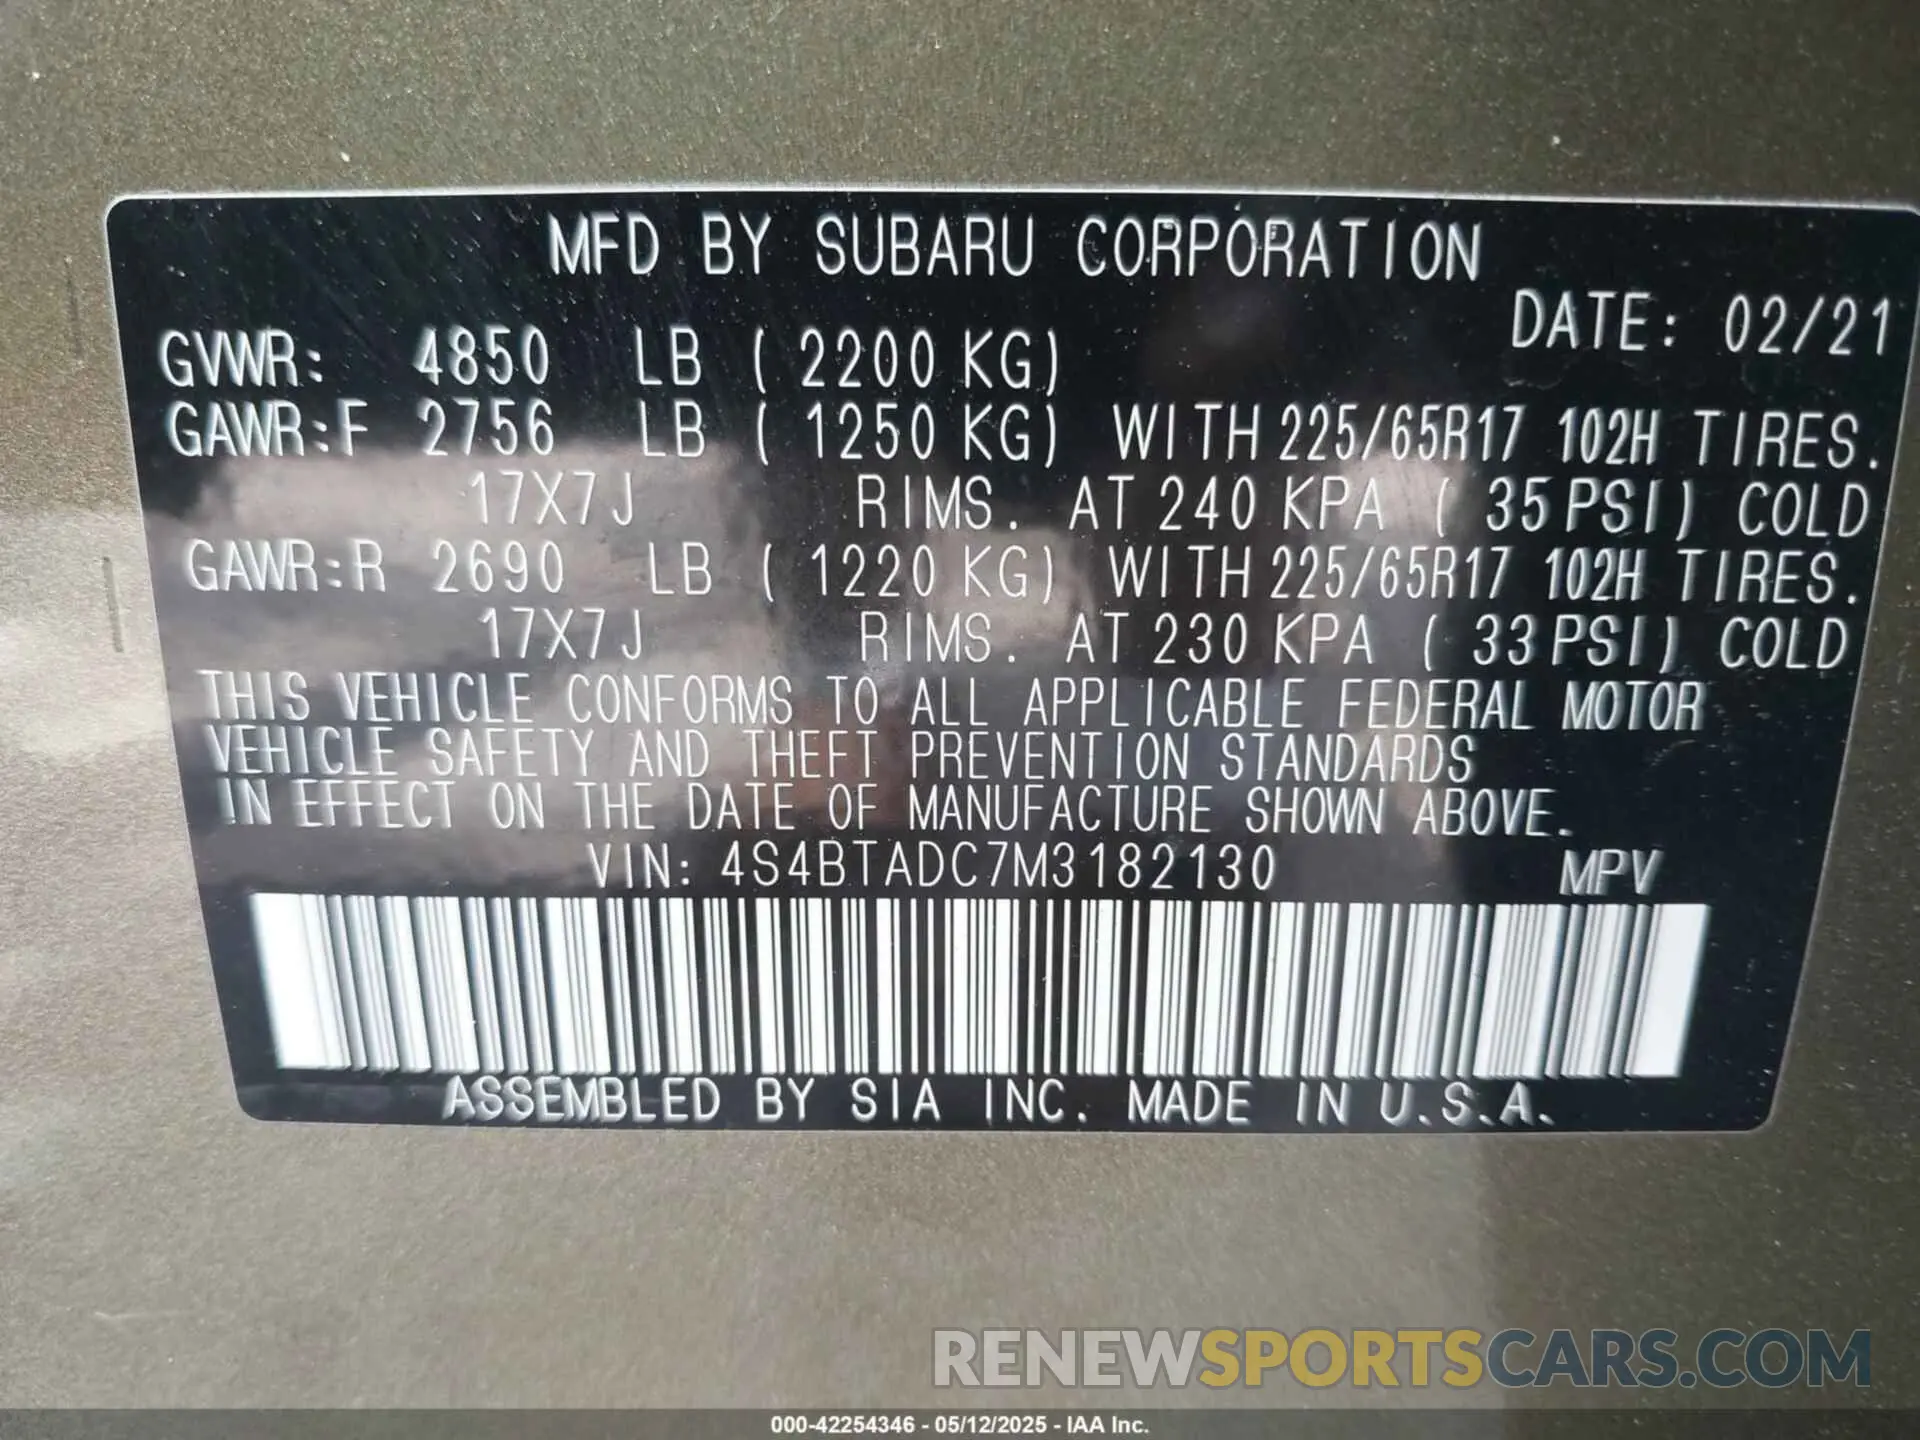 MFD BY SUBARU CORPORATION
DATE: 02/21
GVWR: 4850 LB ( 2200 KG)
GAWR:F 2756 LB ( 1250 KG) WITH 225/65R17 102H TIRES.
17X7J RIMS. AT 240 KPA ( 35 PSI) COLD
GAWR:R 2690 LB ( 1220 KG) WITH 225/65R17 102H TIRES.
17X7J RIMS. AT 230 KPA ( 33 PSI) COLD
THIS VEHICLE CONFORMS TO ALL APPLICABLE FEDERAL MOTOR
VEHICLE SAFETY AND THEFT PREVENTION STANDARDS
IN EFFECT ON THE DATE OF MANUFACTURE SHOWN ABOVE.
VIN: 4S4BTADC7M3182130 MPV
ASSEMBLED BY SIA INC. MADE IN U.S.A.
RENEWSPORTSCARS.COM
000-42254346 - 05/12/2025 - IAA Inc.